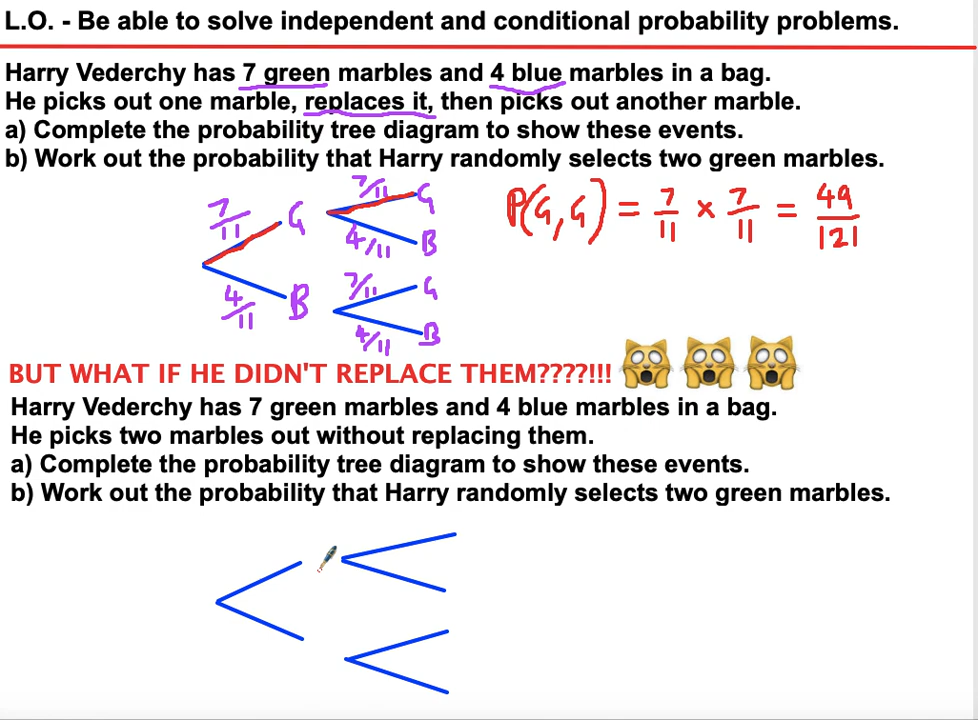 L.O. - Be able to solve independent and conditional probability problems.
Harry Vederchy has 7 green marbles and 4 blue marbles in a bag.
He picks out one marble, replaces it, then picks out another marble.
a) Complete the probability tree diagram to show these events.
b) Work out the probability that Harry randomly selects two green marbles.
7/11 G 7/11 G
4/11 B
4/11 B 7/11 G
4/11 B
P(G,G) = 7/11 × 7/11 = 49/121
BUT WHAT IF HE DIDN'T REPLACE THEM????!!!
Harry Vederchy has 7 green marbles and 4 blue marbles in a bag.
He picks two marbles out without replacing them.
a) Complete the probability tree diagram to show these events.
b) Work out the probability that Harry randomly selects two green marbles.